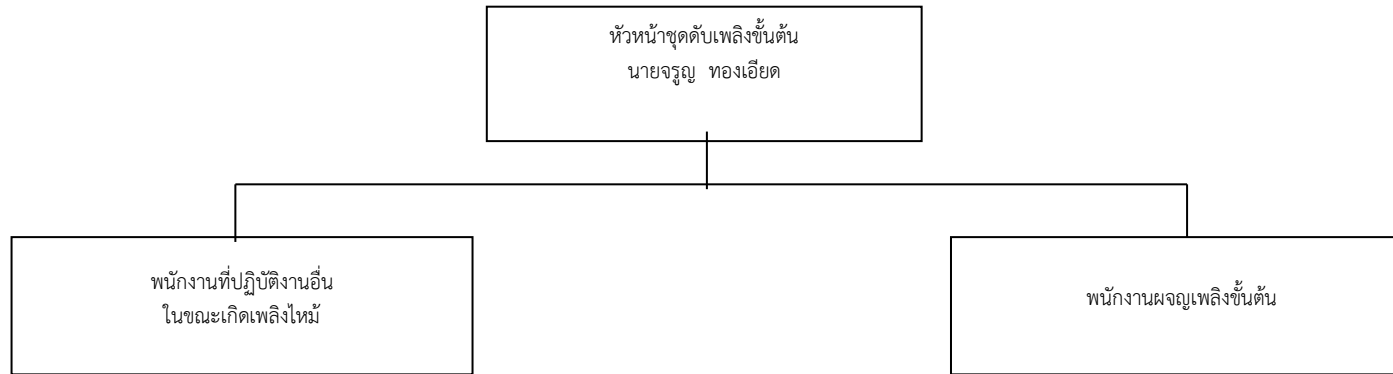 หัวหน้าชุดดับเพลิงขั้นต้น
นายจรูญ ทองเอียด
พนักงานที่ปฏิบัติงานอื่น
ในขณะเกิดเพลิงไหม้
พนักงานผจญเพลิงขั้นต้น